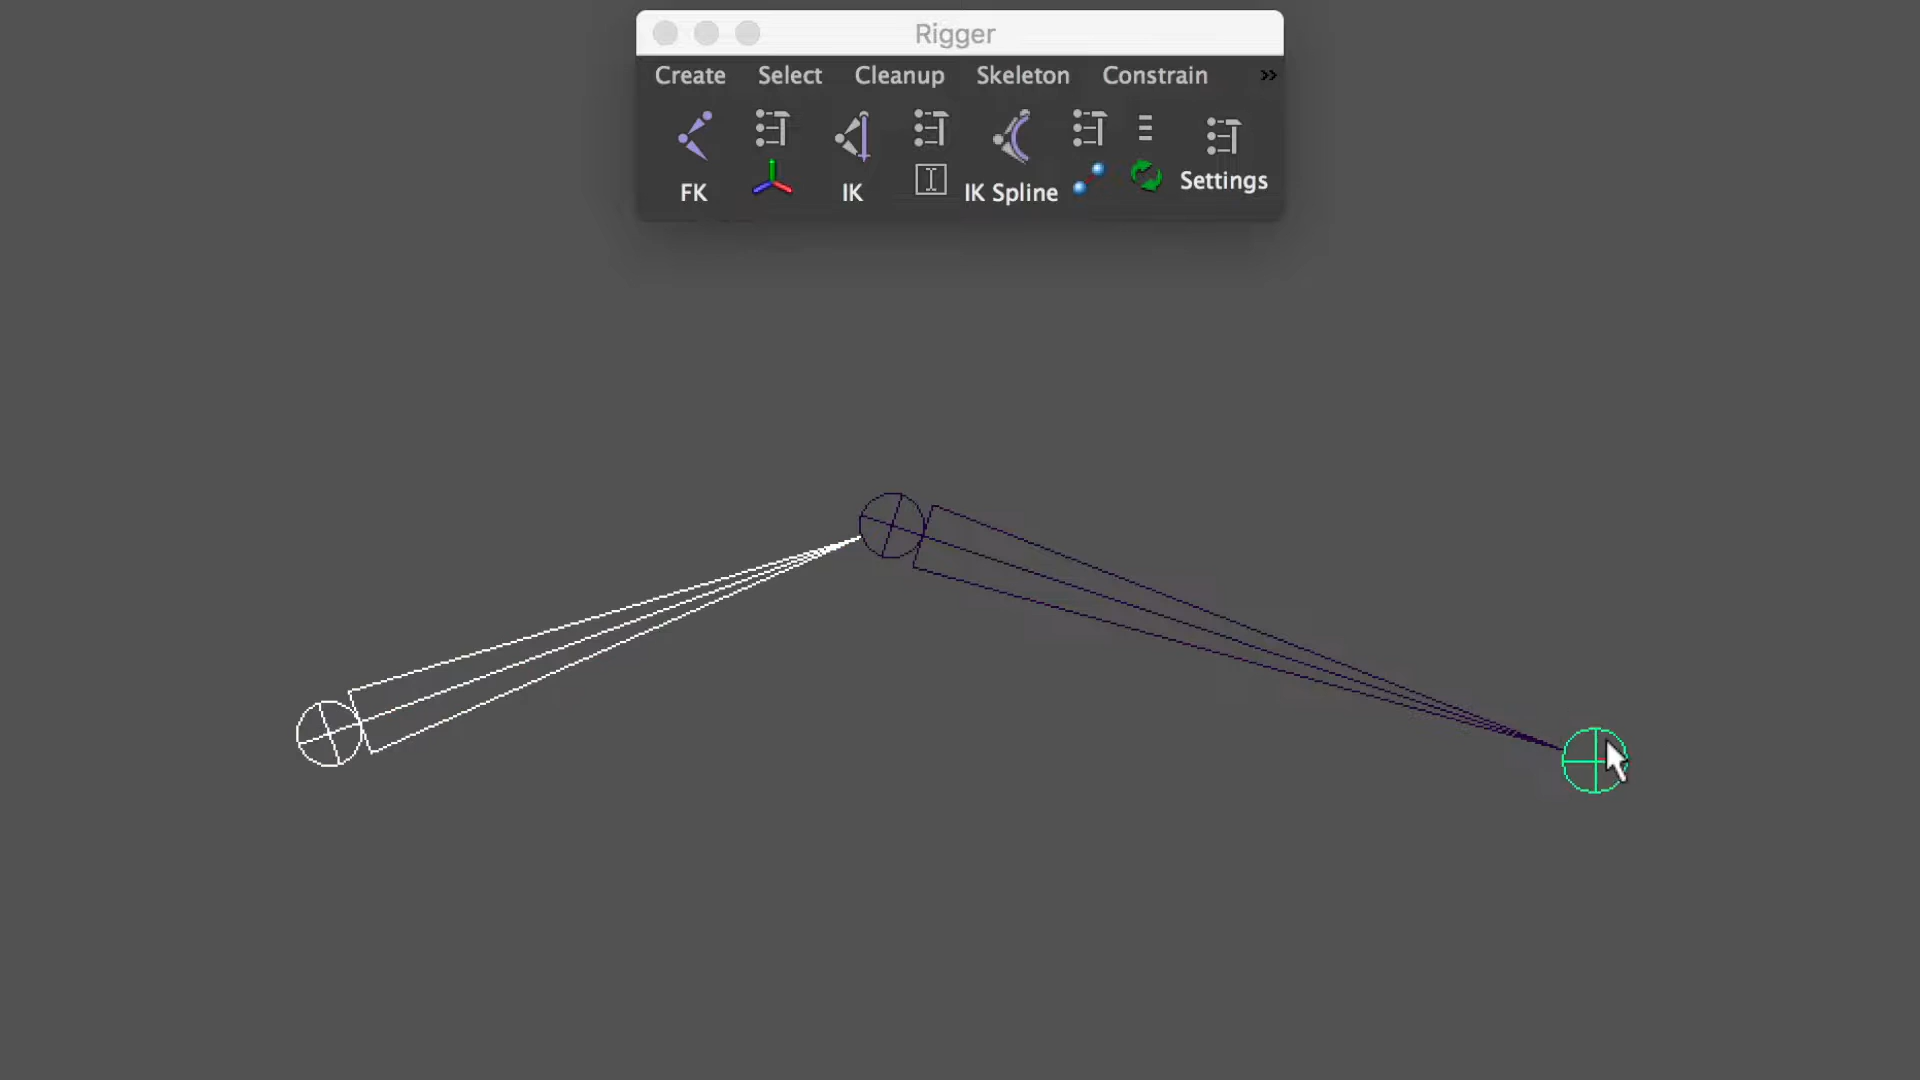 Rigger
Create Select Cleanup Skeleton Constrain »
FK IK IK Spline Settings